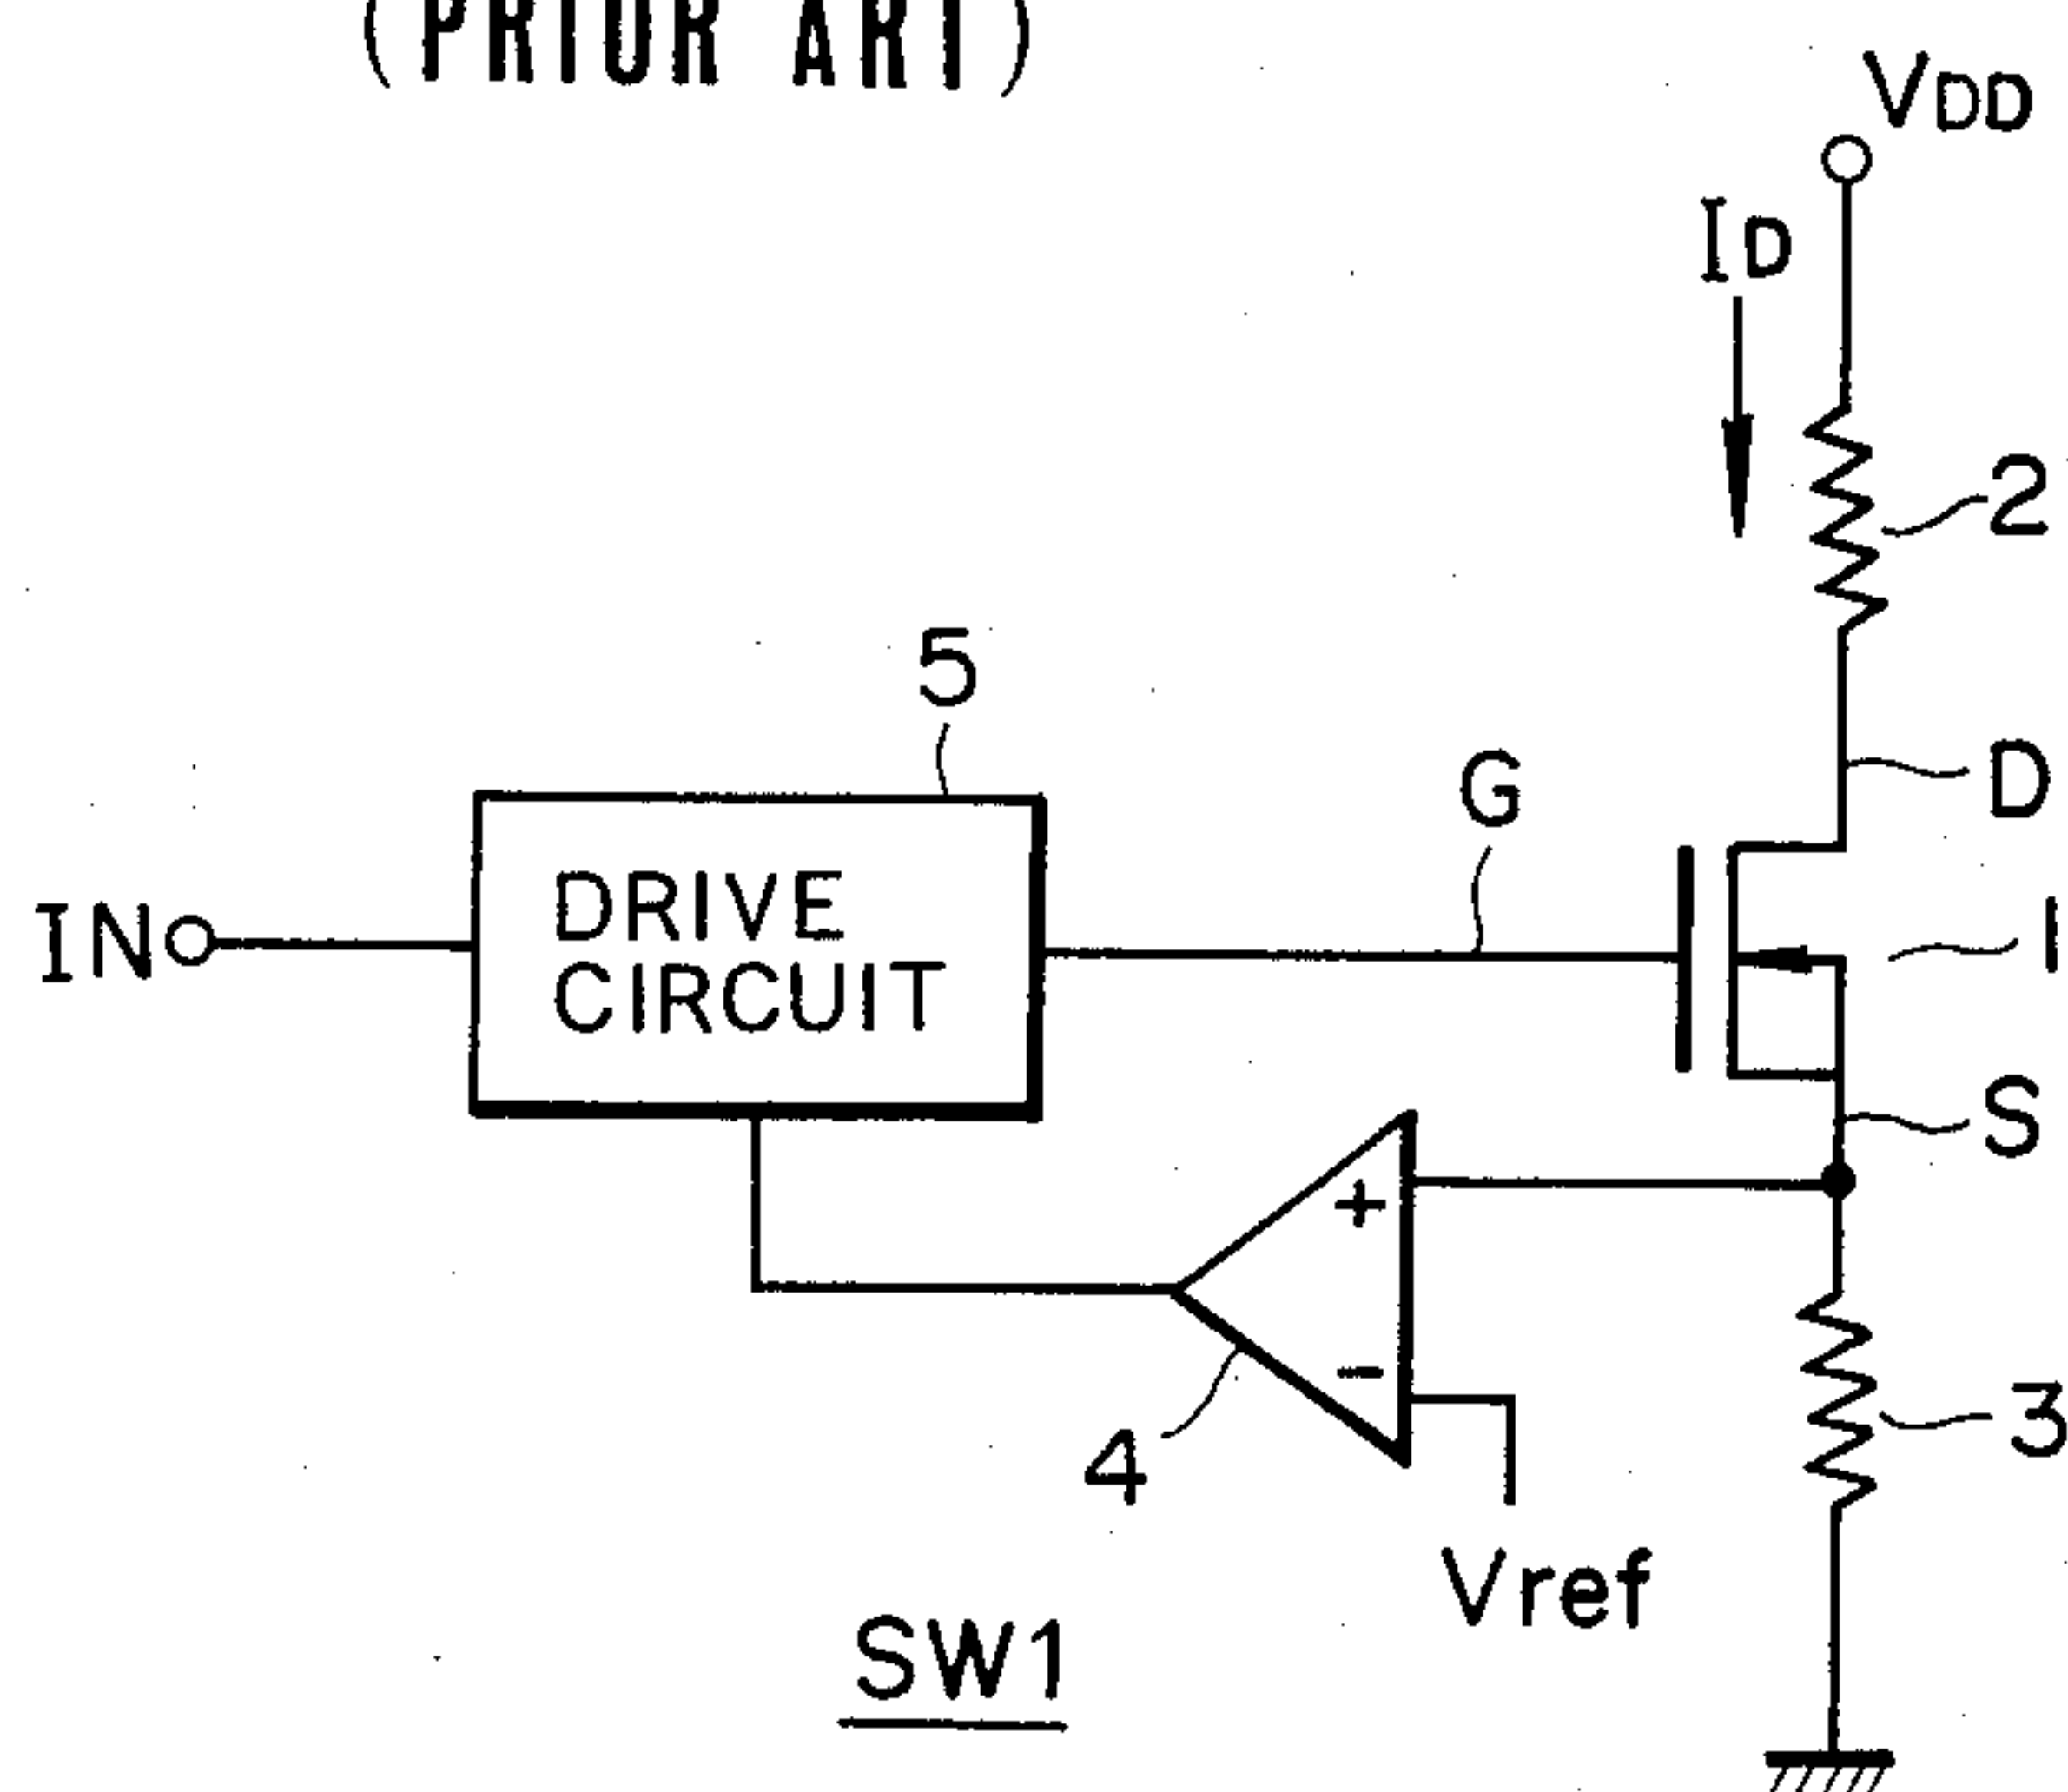 (PRIOR ART)
VDD
ID
2
5
G
D
IN
DRIVE
CIRCUIT
1
S
+
-
4
3
Vref
SW1